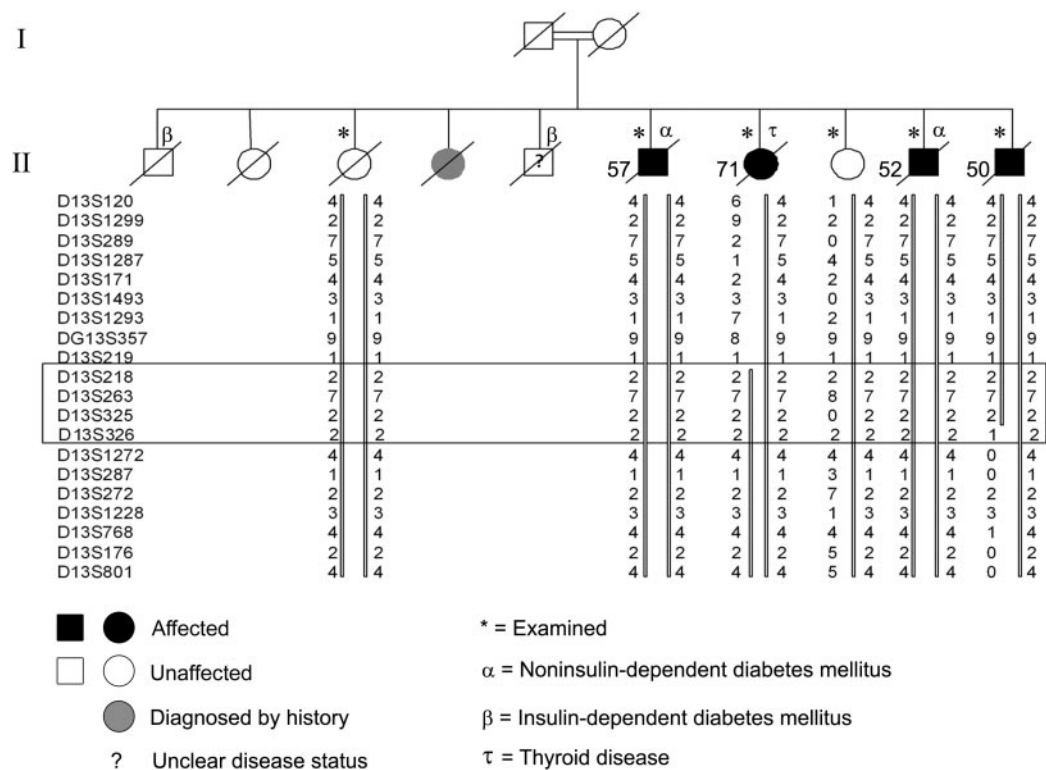 I
β * β * α * τ * * α *
II ? 57 71 52 50
D13S120 4 4 4 4 6 4 1 4 4 4 4 4
D13S1299 2 2 2 2 9 2 2 2 2 2 2 2
D13S289 7 7 7 7 2 7 0 7 7 7 7 7
D13S1287 5 5 5 5 1 5 4 5 5 5 5 5
D13S171 4 4 4 4 2 4 2 4 4 4 4 4
D13S1493 3 3 3 3 3 3 0 3 3 3 3 3
D13S1293 1 1 1 1 7 1 2 1 1 1 1 1
DG13S357 9 9 9 9 8 9 9 9 9 9 9 9
D13S219 1 1 1 1 1 1 1 1 1 1 1 1
D13S218 2 2 2 2 2 2 2 2 2 2 2 2
D13S263 7 7 7 7 7 7 8 7 7 7 7 7
D13S325 2 2 2 2 2 2 0 2 2 2 2 2
D13S326 2 2 2 2 2 2 2 2 2 2 1 2
D13S1272 4 4 4 4 4 4 4 4 4 4 0 4
D13S287 1 1 1 1 1 1 3 1 1 1 0 1
D13S272 2 2 2 2 2 2 7 2 2 2 2 2
D13S1228 3 3 3 3 3 3 1 3 3 3 3 3
D13S768 4 4 4 4 4 4 4 4 4 4 1 4
D13S176 2 2 2 2 2 2 5 2 2 2 0 2
D13S801 4 4 4 4 4 4 5 4 4 4 0 4
Affected
Unaffected
Diagnosed by history
? Unclear disease status
* = Examined
α = Noninsulin-dependent diabetes mellitus
β = Insulin-dependent diabetes mellitus
τ = Thyroid disease